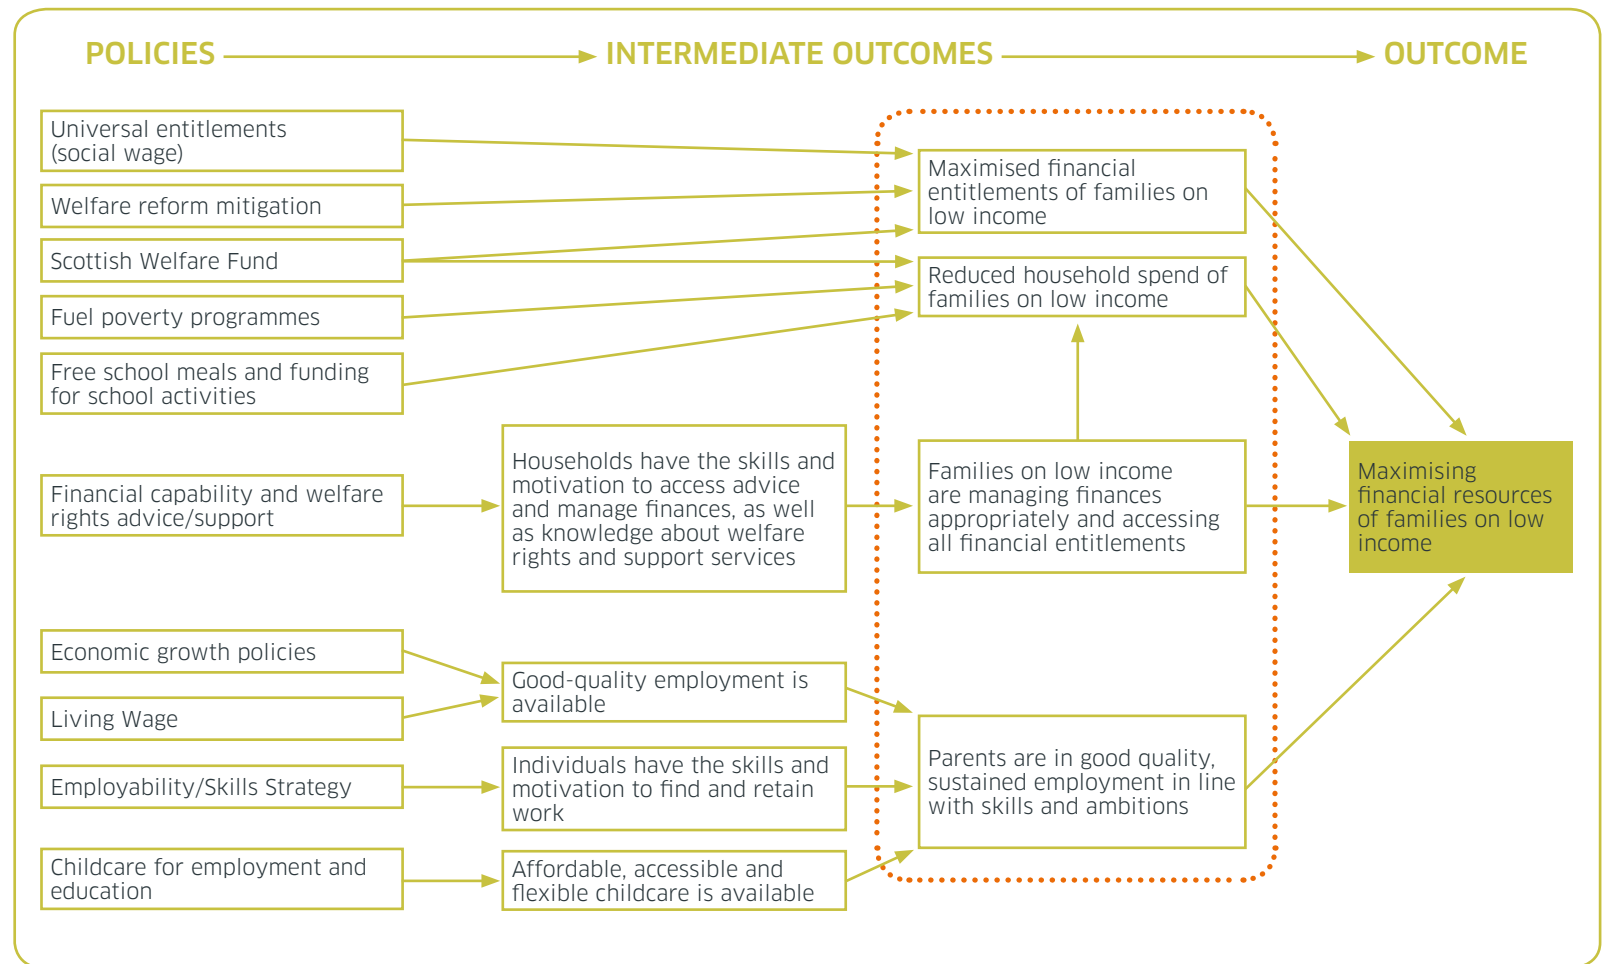 POLICIES
INTERMEDIATE OUTCOMES
OUTCOME
Universal entitlements
(social wage)
Welfare reform mitigation
Scottish Welfare Fund
Fuel poverty programmes
Free school meals and funding
for school activities
Financial capability and welfare
rights advice/support
Economic growth policies
Living Wage
Employability/Skills Strategy
Childcare for employment and
education
Households have the skills and
motivation to access advice
and manage finances, as well
as knowledge about welfare
rights and support services
Good-quality employment is
available
Individuals have the skills and
motivation to find and retain
work
Affordable, accessible and
flexible childcare is available
Maximised financial
entitlements of families on
low income
Reduced household spend of
families on low income
Families on low income
are managing finances
appropriately and accessing
all financial entitlements
Parents are in good quality,
sustained employment in line
with skills and ambitions
Maximising
financial resources
of families on low
income